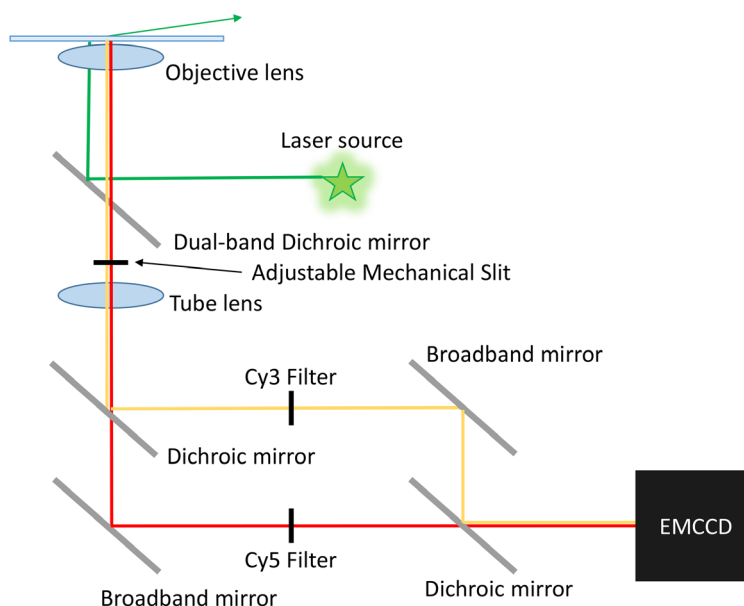 Objective lens
Laser source
Dual-band Dichroic mirror
Adjustable Mechanical Slit
Tube lens
Broadband mirror
Cy3 Filter
Dichroic mirror
EMCCD
Cy5 Filter
Dichroic mirror
Broadband mirror